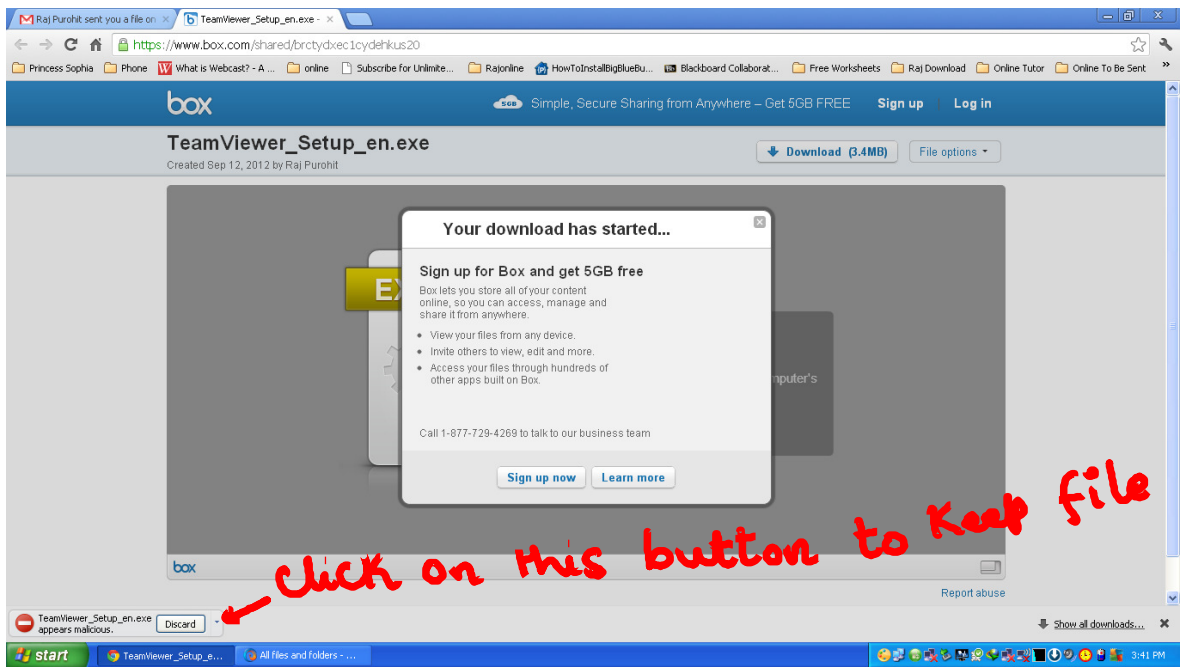 Raj Purohit sent you a file on
TeamViewer_Setup_en.exe -
https://www.box.com/shared/brctydxec1cydehkus20
Princess Sophia Phone What is Webcast? - A ... online Subscribe for Unlimite... Rajonline HowToInstallBigBlueBu... Blackboard Collaborat... Free Worksheets Raj Download Online Tutor Online To Be Sent »
box 5GB Simple, Secure Sharing from Anywhere – Get 5GB FREE Sign up Log in
TeamViewer_Setup_en.exe
Created Sep 12, 2012 by Raj Purohit
Download (3.4MB) File options
Your download has started...
Sign up for Box and get 5GB free
Box lets you store all of your content
online, so you can access, manage and
share it from anywhere.
• View your files from any device.
• Invite others to view, edit and more.
• Access your files through hundreds of
other apps built on Box.
Call 1-877-729-4269 to talk to our business team
Sign up now Learn more
click on this button to Keep file
box
Report abuse
TeamViewer_Setup_en.exe
appears malicious.
Discard
Show all downloads...
start TeamViewer_Setup_e... All files and folders - ... 3:41 PM